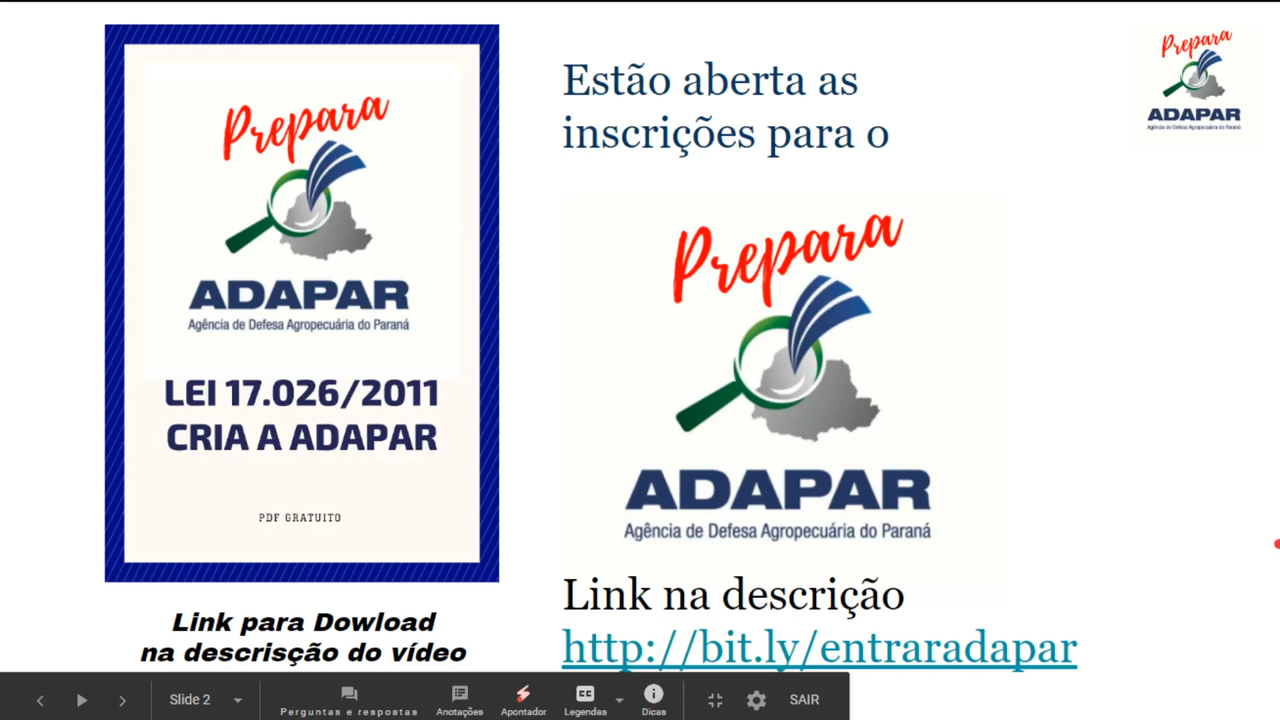 Prepara
ADAPAR
Agência de Defesa Agropecuária do Paraná
LEI 17.026/2011
CRIA A ADAPAR
PDF GRATUITO
Link para Dowload
na descrisção do vídeo
Estão aberta as
inscrições para o
Prepara
ADAPAR
Agência de Defesa Agropecuária do Paraná
Link na descrição
http://bit.ly/entraradapar
Prepara
ADAPAR
Agência de Defesa Agropecuária do Paraná
Slide 2
Perguntas e respostas
Anotações
Apontador
CC
Legendas
Dicas
SAIR